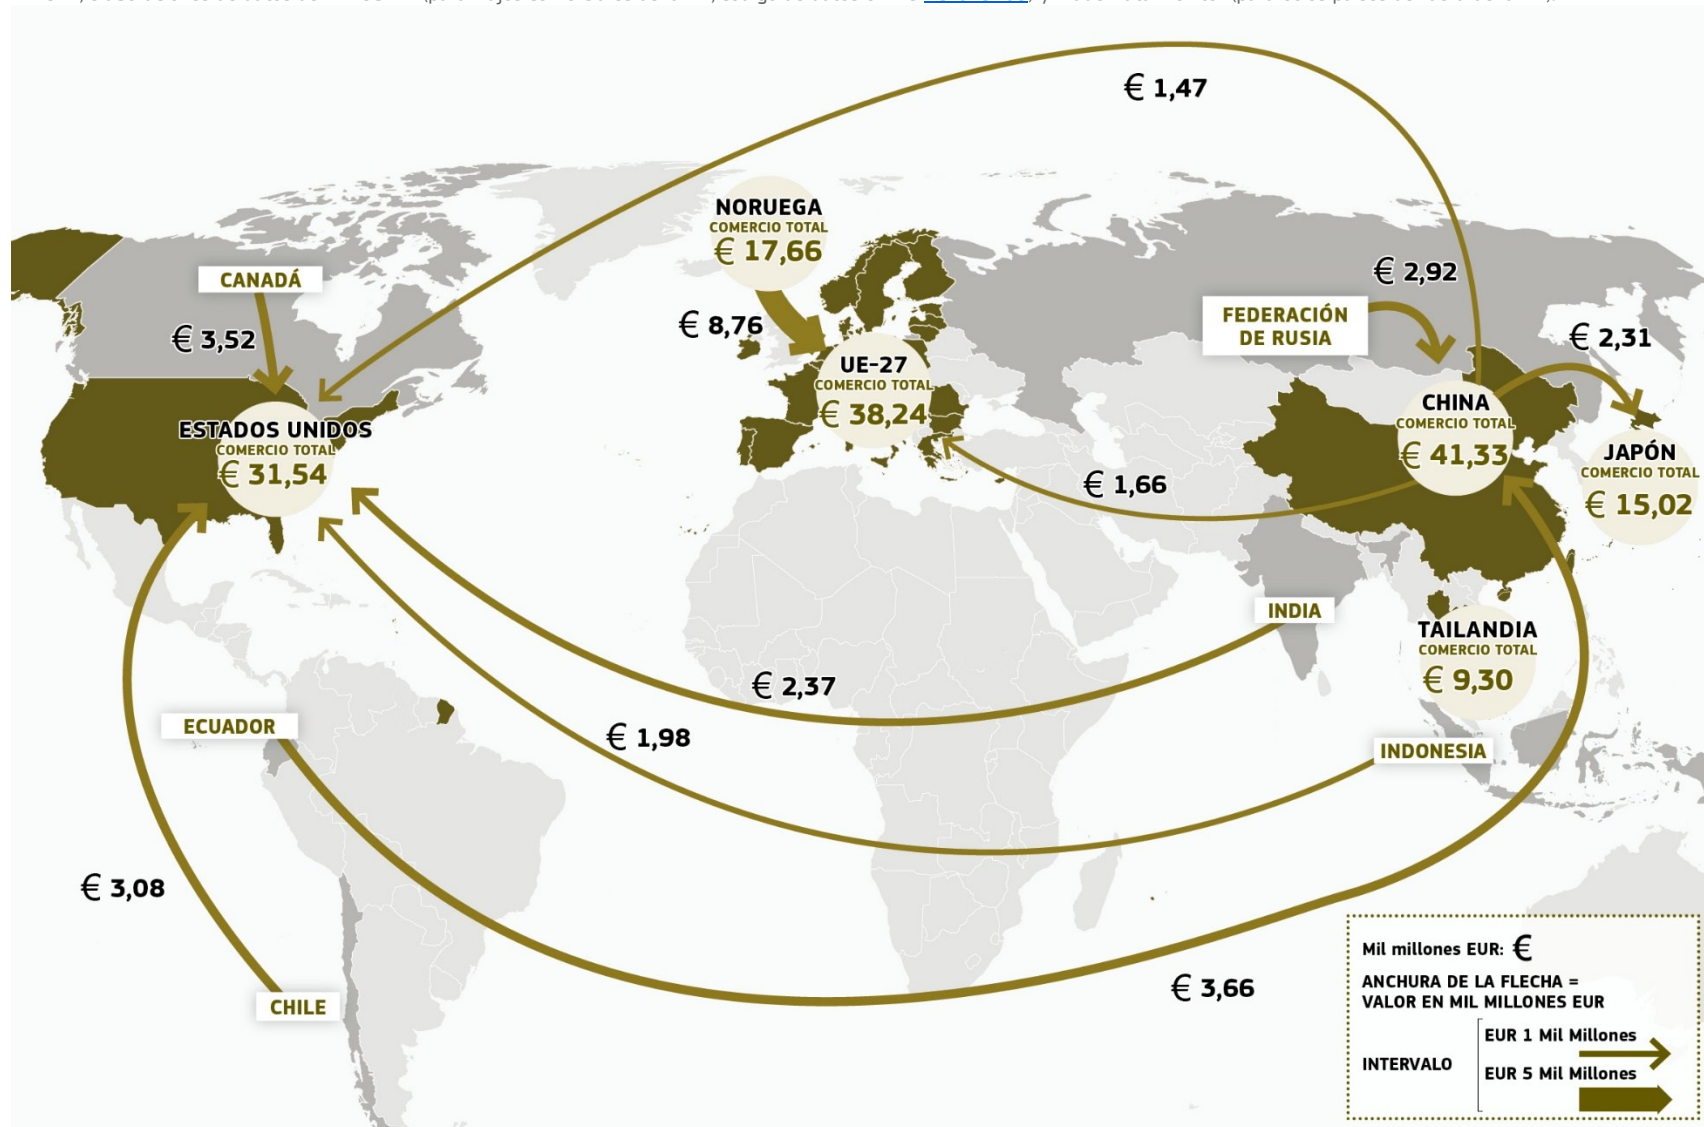 € 1,47
NORUEGA
COMERCIO TOTAL
€ 17,66
CANADÁ
€ 3,52
€ 8,76
€ 2,92
FEDERACIÓN
DE RUSIA
€ 2,31
UE-27
COMERCIO TOTAL
€ 38,24
ESTADOS UNIDOS
COMERCIO TOTAL
€ 31,54
CHINA
COMERCIO TOTAL
€ 41,33
JAPÓN
COMERCIO TOTAL
€ 15,02
€ 1,66
INDIA
TAILANDIA
COMERCIO TOTAL
€ 9,30
€ 2,37
ECUADOR
€ 1,98
INDONESIA
€ 3,08
€ 3,66
CHILE
Mil millones EUR: €
ANCHURA DE LA FLECHA =
VALOR EN MIL MILLONES EUR
INTERVALO
EUR 1 Mil Millones
EUR 5 Mil Millones